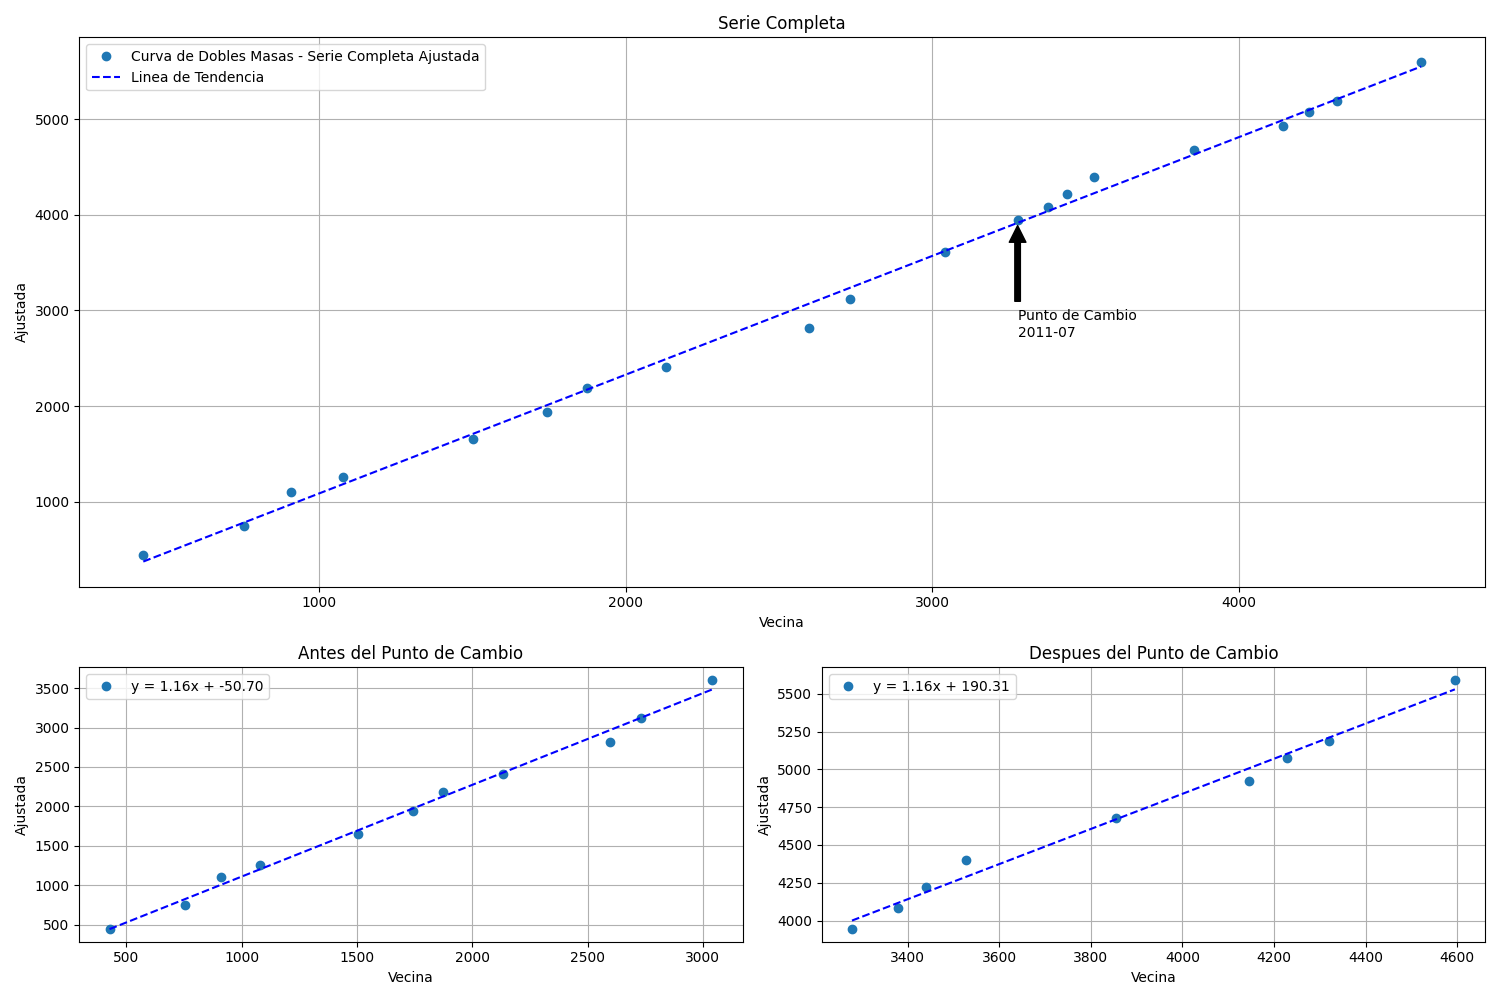 Serie Completa
Curva de Dobles Masas - Serie Completa Ajustada
Linea de Tendencia
5000
4000
3000
2000
1000
Ajustada
Punto de Cambio
2011-07
1000 2000 3000 4000
Vecina
Antes del Punto de Cambio
y = 1.16x + -50.70
3500
3000
2500
2000
1500
1000
500
Ajustada
500 1000 1500 2000 2500 3000
Vecina
Despues del Punto de Cambio
y = 1.16x + 190.31
5500
5250
5000
4750
4500
4250
4000
Ajustada
3400 3600 3800 4000 4200 4400 4600
Vecina